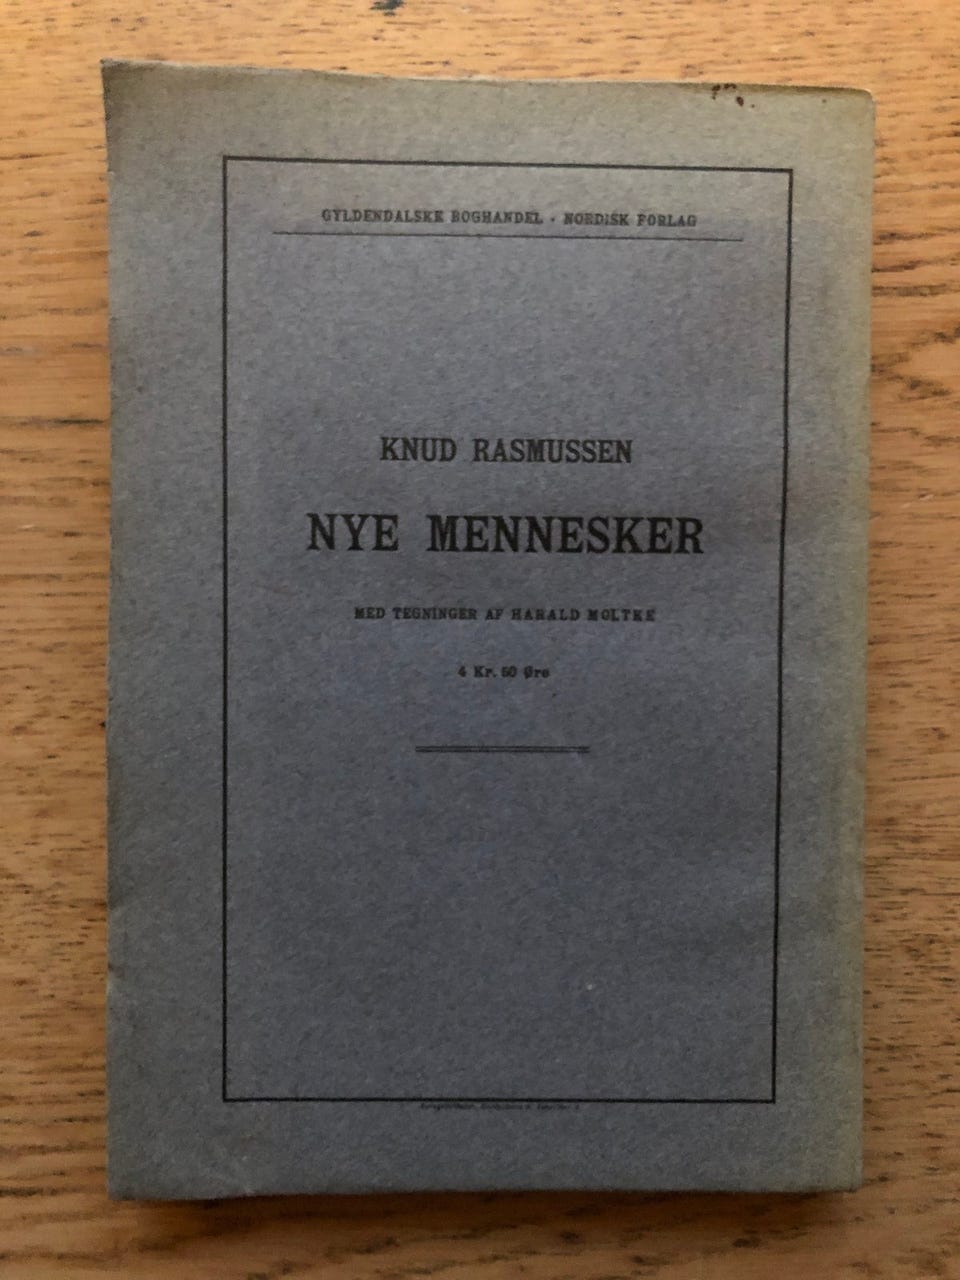 GYLDENDALSKE BOGHANDEL · NORDISK FORLAG
KNUD RASMUSSEN
NYE MENNESKER
MED TEGNINGER AF HARALD MOLTKE
4 Kr. 50 Øre